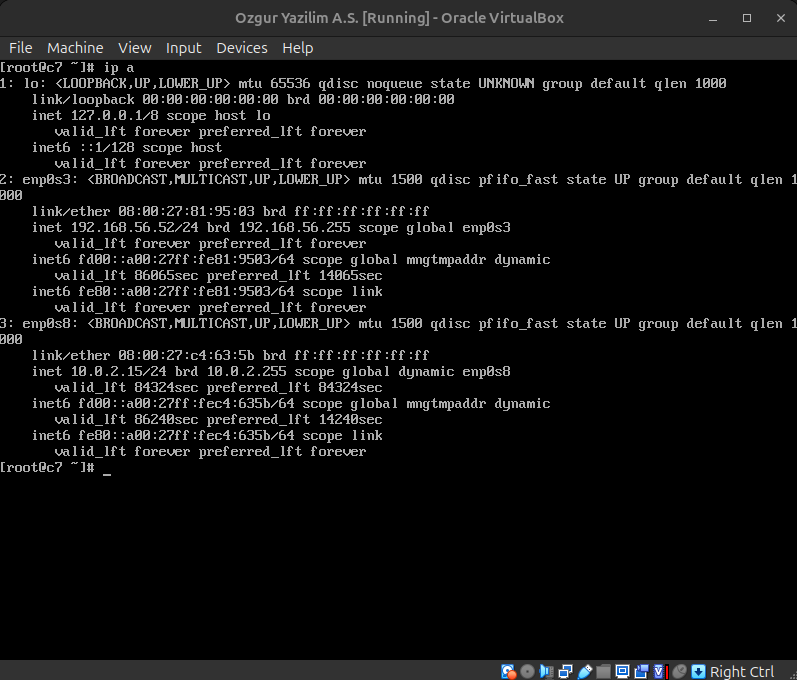 Ozgur Yazilim A.S. [Running] - Oracle VirtualBox
File Machine View Input Devices Help
[root@c7 ~]# ip a
1: lo: <LOOPBACK,UP,LOWER_UP> mtu 65536 qdisc noqueue state UNKNOWN group default qlen 1000
    link/loopback 00:00:00:00:00:00 brd 00:00:00:00:00:00
    inet 127.0.0.1/8 scope host lo
       valid_lft forever preferred_lft forever
    inet6 ::1/128 scope host
       valid_lft forever preferred_lft forever
2: enp0s3: <BROADCAST,MULTICAST,UP,LOWER_UP> mtu 1500 qdisc pfifo_fast state UP group default qlen 1
000
    link/ether 08:00:27:81:95:03 brd ff:ff:ff:ff:ff:ff
    inet 192.168.56.52/24 brd 192.168.56.255 scope global enp0s3
       valid_lft forever preferred_lft forever
    inet6 fd00::a00:27ff:fe81:9503/64 scope global mngtmpaddr dynamic
       valid_lft 86065sec preferred_lft 14065sec
    inet6 fe80::a00:27ff:fe81:9503/64 scope link
       valid_lft forever preferred_lft forever
3: enp0s8: <BROADCAST,MULTICAST,UP,LOWER_UP> mtu 1500 qdisc pfifo_fast state UP group default qlen 1
000
    link/ether 08:00:27:c4:63:5b brd ff:ff:ff:ff:ff:ff
    inet 10.0.2.15/24 brd 10.0.2.255 scope global dynamic enp0s8
       valid_lft 84324sec preferred_lft 84324sec
    inet6 fd00::a00:27ff:fec4:635b/64 scope global mngtmpaddr dynamic
       valid_lft 86240sec preferred_lft 14240sec
    inet6 fe80::a00:27ff:fec4:635b/64 scope link
       valid_lft forever preferred_lft forever
[root@c7 ~]# _
Right Ctrl